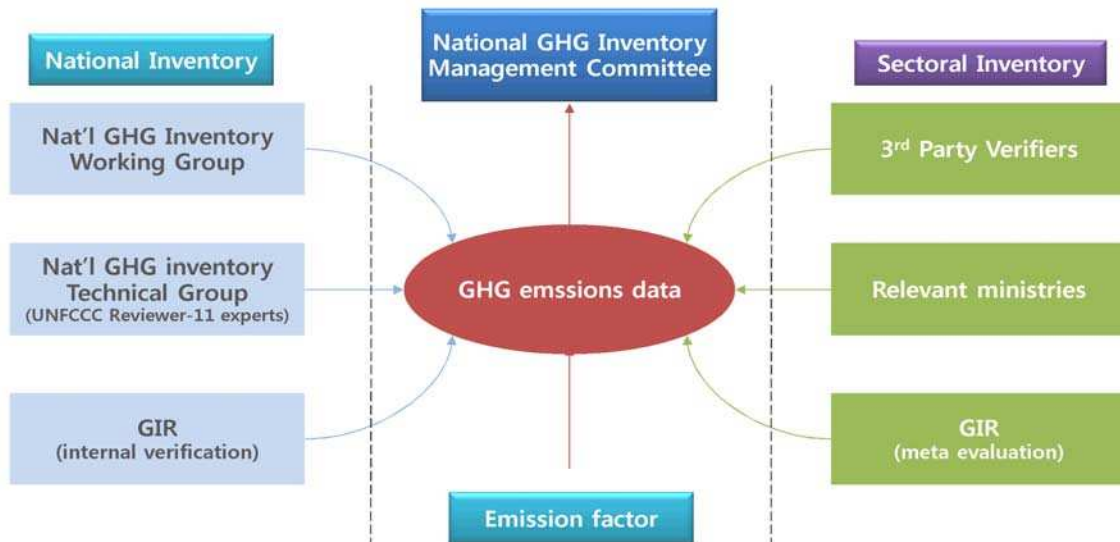 National Inventory
Nat'l GHG Inventory
Working Group
Nat'l GHG inventory
Technical Group
(UNFCCC Reviewer-11 experts)
GIR
(internal verification)
National GHG Inventory
Management Committee
GHG emssions data
Emission factor
Sectoral Inventory
3rd Party Verifiers
Relevant ministries
GIR
(meta evaluation)